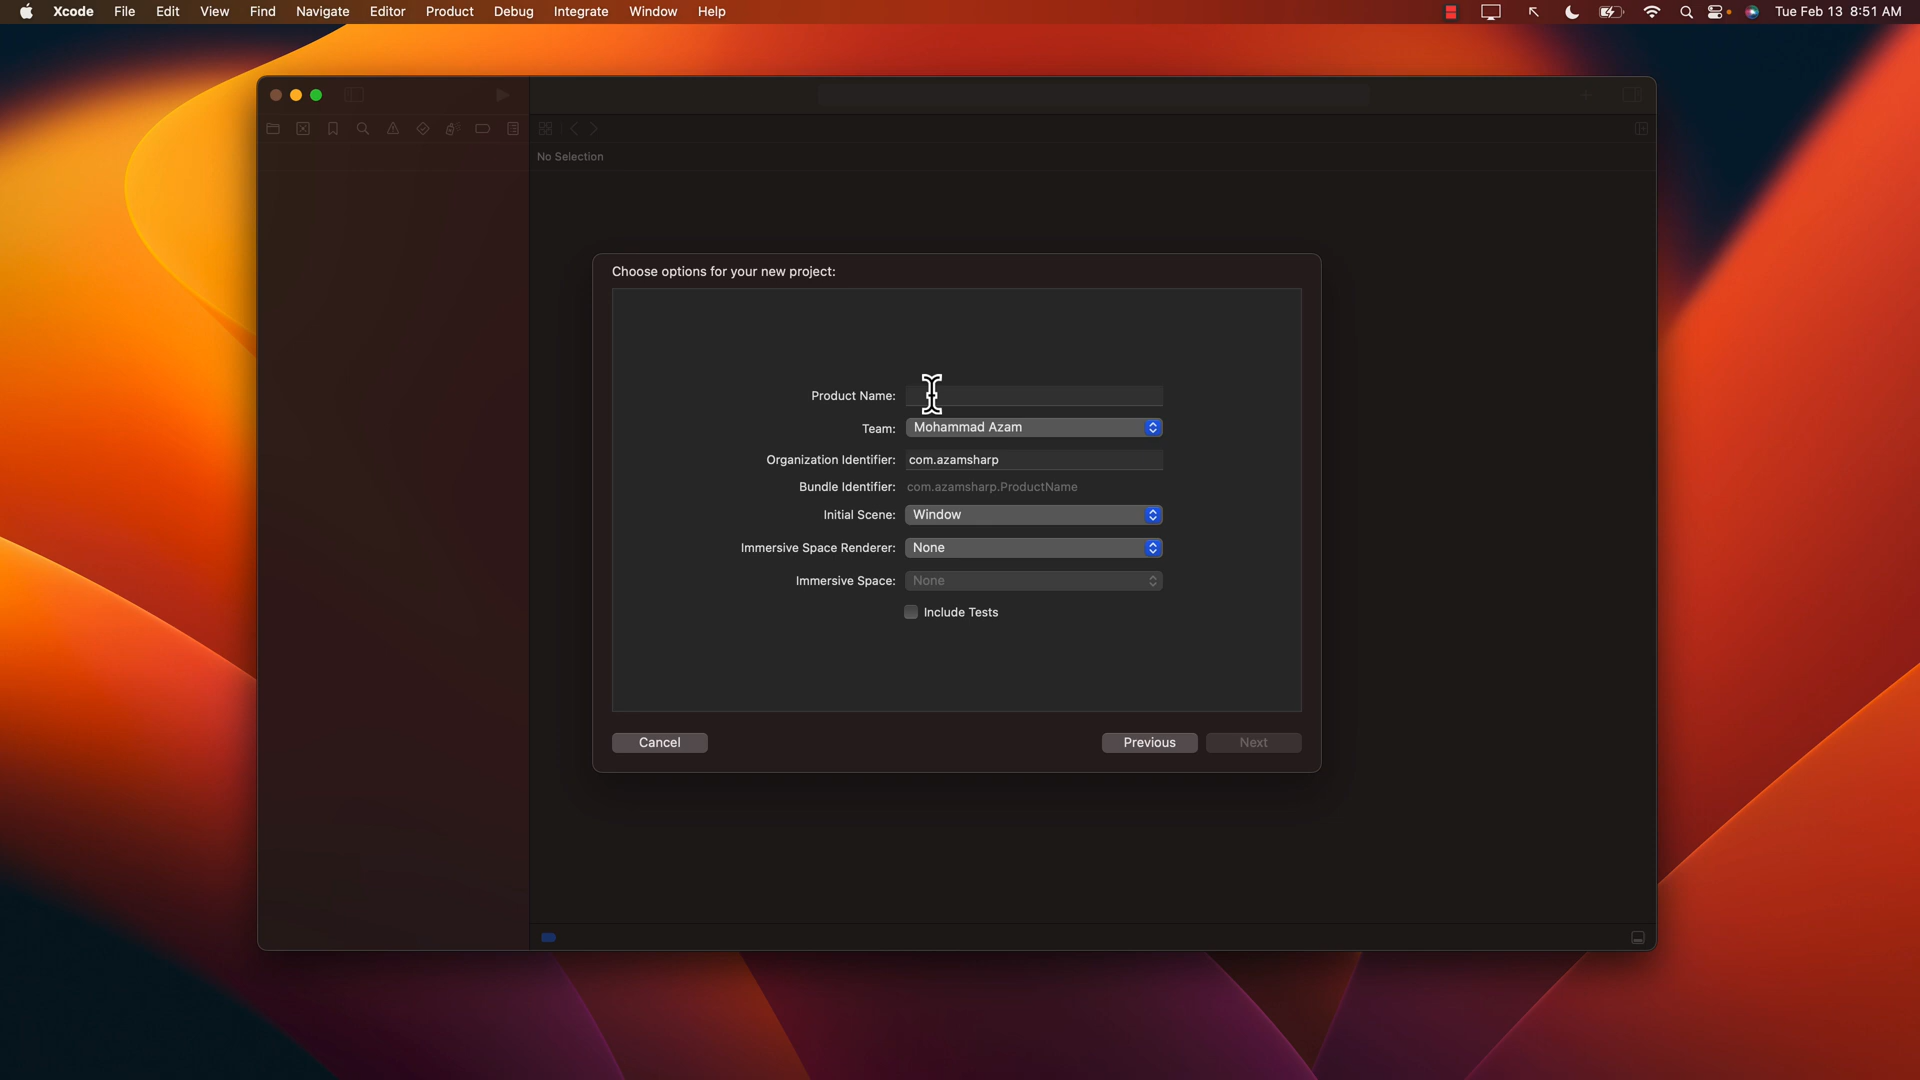 Xcode File Edit View Find Navigate Editor Product Debug Integrate Window Help Tue Feb 13 8:51 AM
No Selection
Choose options for your new project:
Product Name:
Team: Mohammad Azam
Organization Identifier: com.azamsharp
Bundle Identifier: com.azamsharp.ProductName
Initial Scene: Window
Immersive Space Renderer: None
Immersive Space: None
Include Tests
Cancel Previous Next